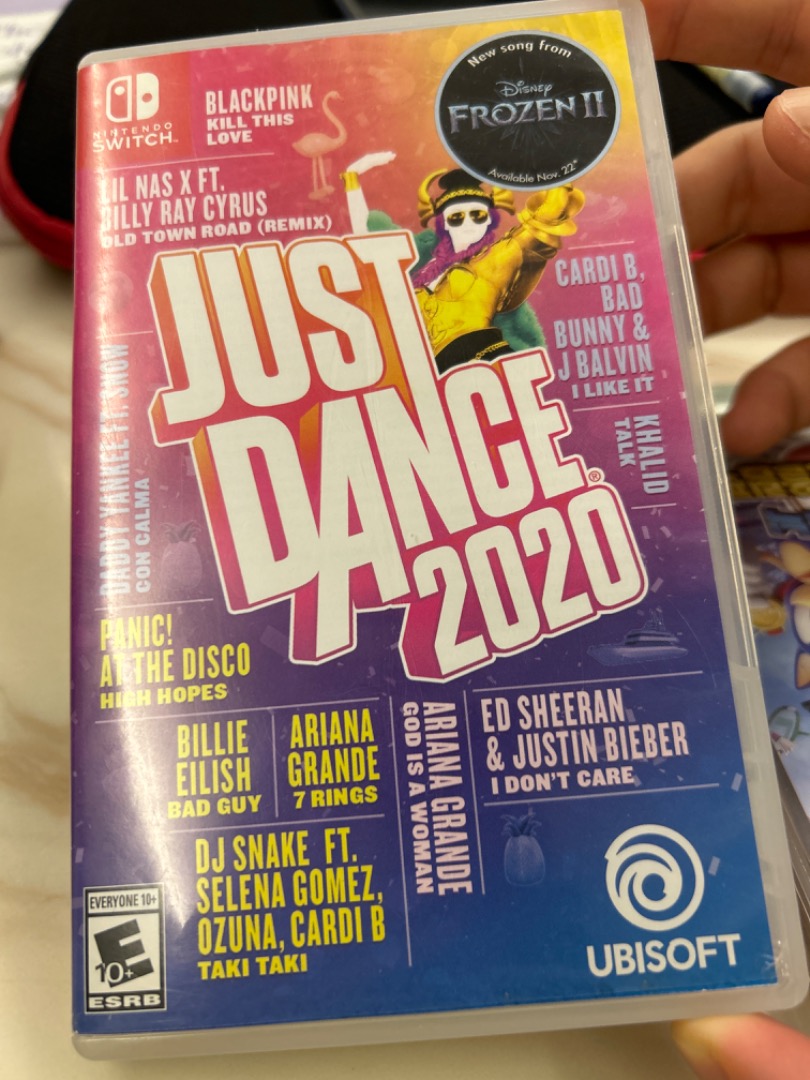 New song from
Disney
FROZEN II
Available Nov. 22*
NINTENDO
SWITCH™
BLACKPINK
KILL THIS
LOVE
LIL NAS X FT.
BILLY RAY CYRUS
OLD TOWN ROAD (REMIX)
JUST
DANCE®
2020
CARDI B,
BAD
BUNNY &
J BALVIN
I LIKE IT
KHALID
TALK
DADDY YANKEE FT. SNOW
CON CALMA
PANIC!
AT THE DISCO
HIGH HOPES
BILLIE
EILISH
BAD GUY
ARIANA
GRANDE
7 RINGS
ARIANA GRANDE
GOD IS A WOMAN
ED SHEERAN
& JUSTIN BIEBER
I DON'T CARE
DJ SNAKE FT.
SELENA GOMEZ,
OZUNA, CARDI B
TAKI TAKI
EVERYONE 10+
E
10+
ESRB
UBISOFT